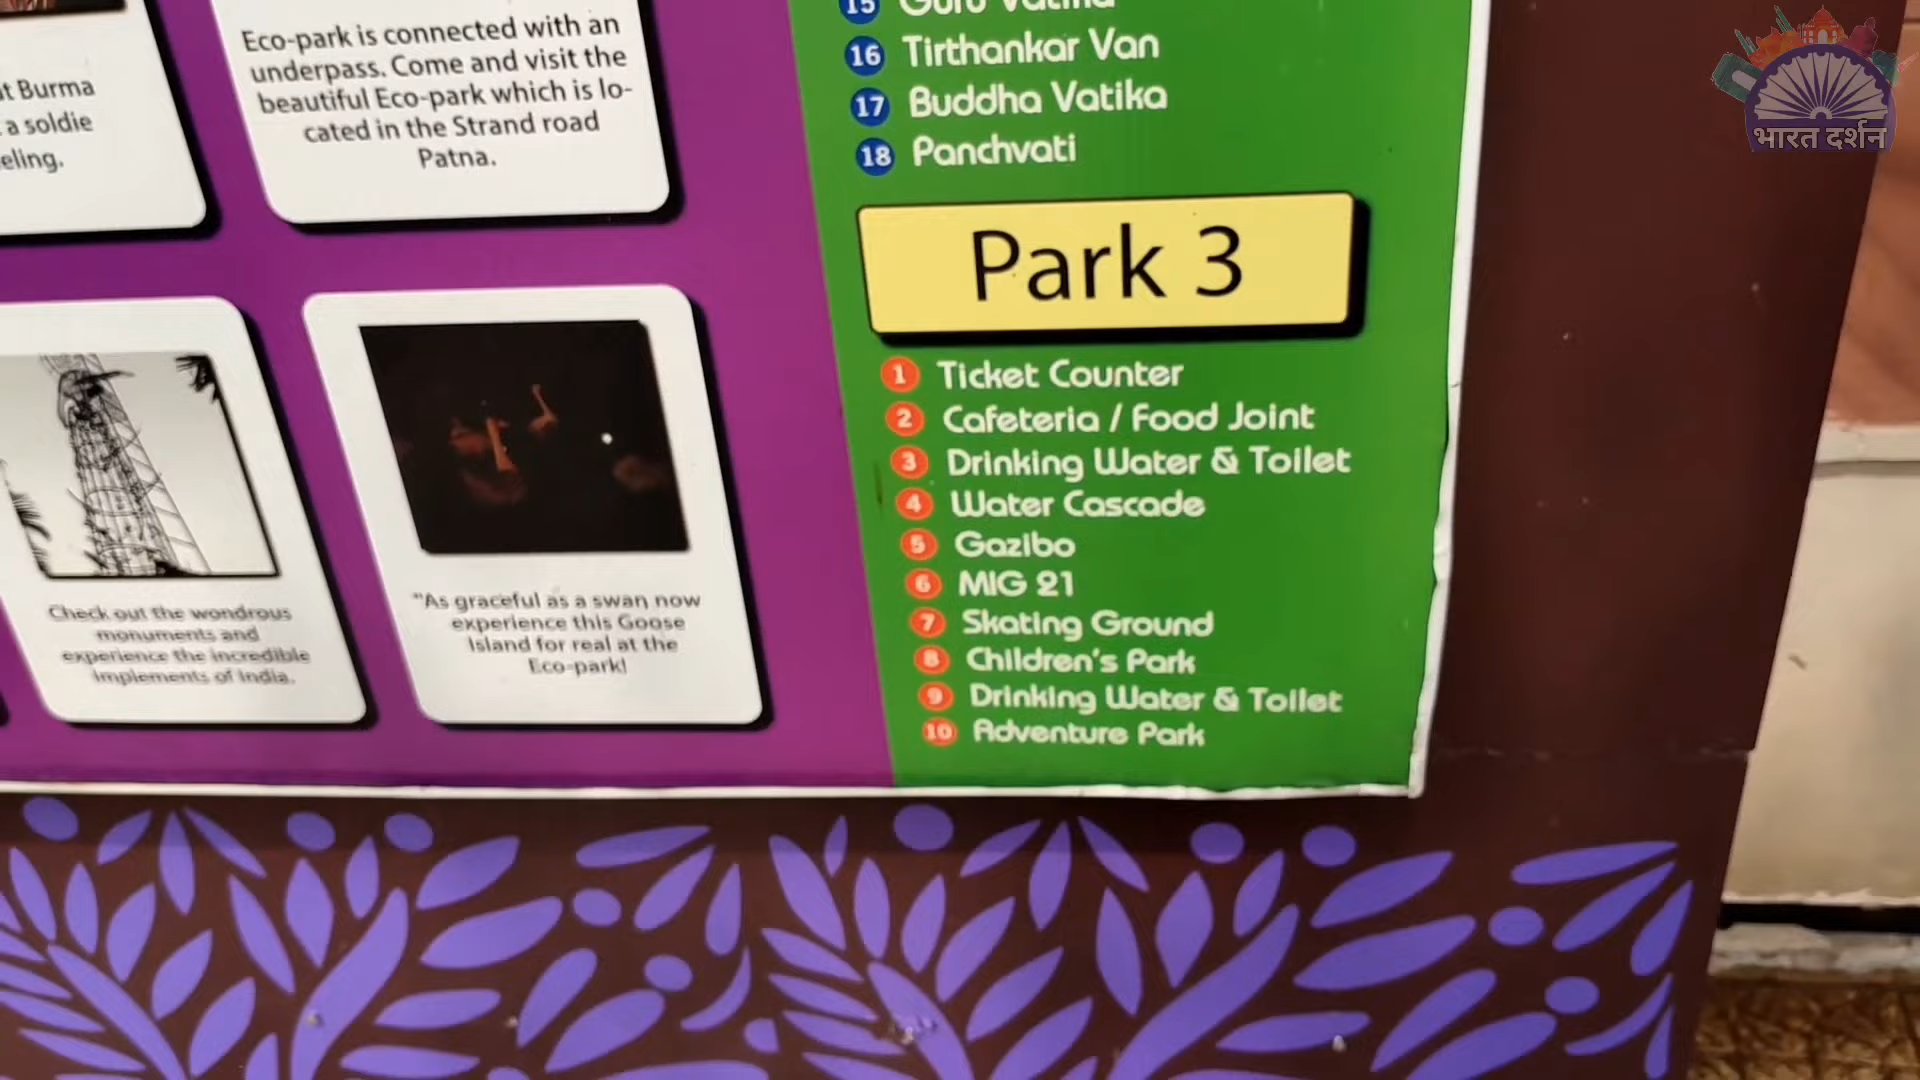 t Burma
a soldie
eling.
Eco-park is connected with an
underpass. Come and visit the
beautiful Eco-park which is lo-
cated in the Strand road
Patna.
Check out the wondrous
monuments and
experience the incredible
implements of India.
"As graceful as a swan now
experience this Goose
Island for real at the
Eco-park!
15 Guru Vatika
16 Tirthankar Van
17 Buddha Vatika
18 Panchvati
Park 3
1 Ticket Counter
2 Cafeteria / Food Joint
3 Drinking Water & Toilet
4 Water Cascade
5 Gazibo
6 MIG 21
7 Skating Ground
8 Children's Park
9 Drinking Water & Toilet
10 Adventure Park
भारत दर्शन